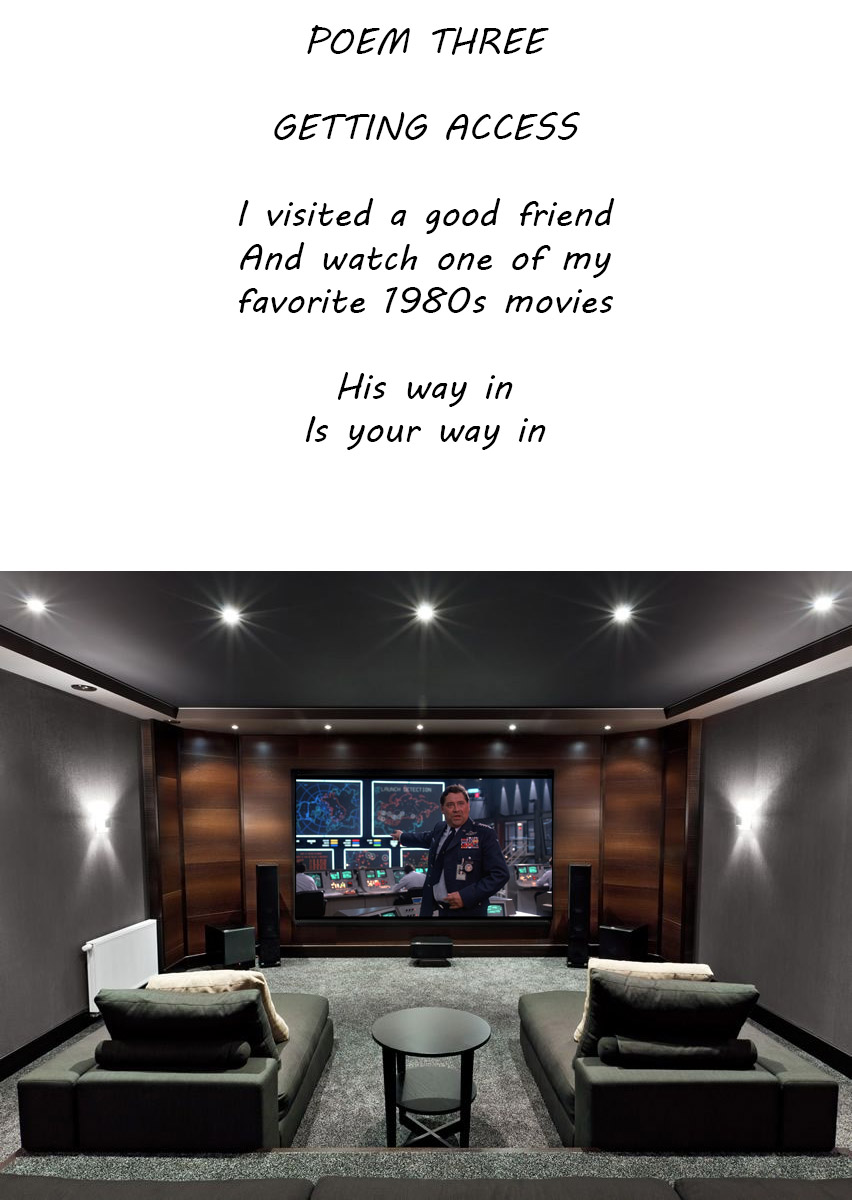 POEM THREE
GETTING ACCESS
I visited a good friend
And watch one of my
favorite 1980s movies
His way in
Is your way in
LAUNCH DETECTION